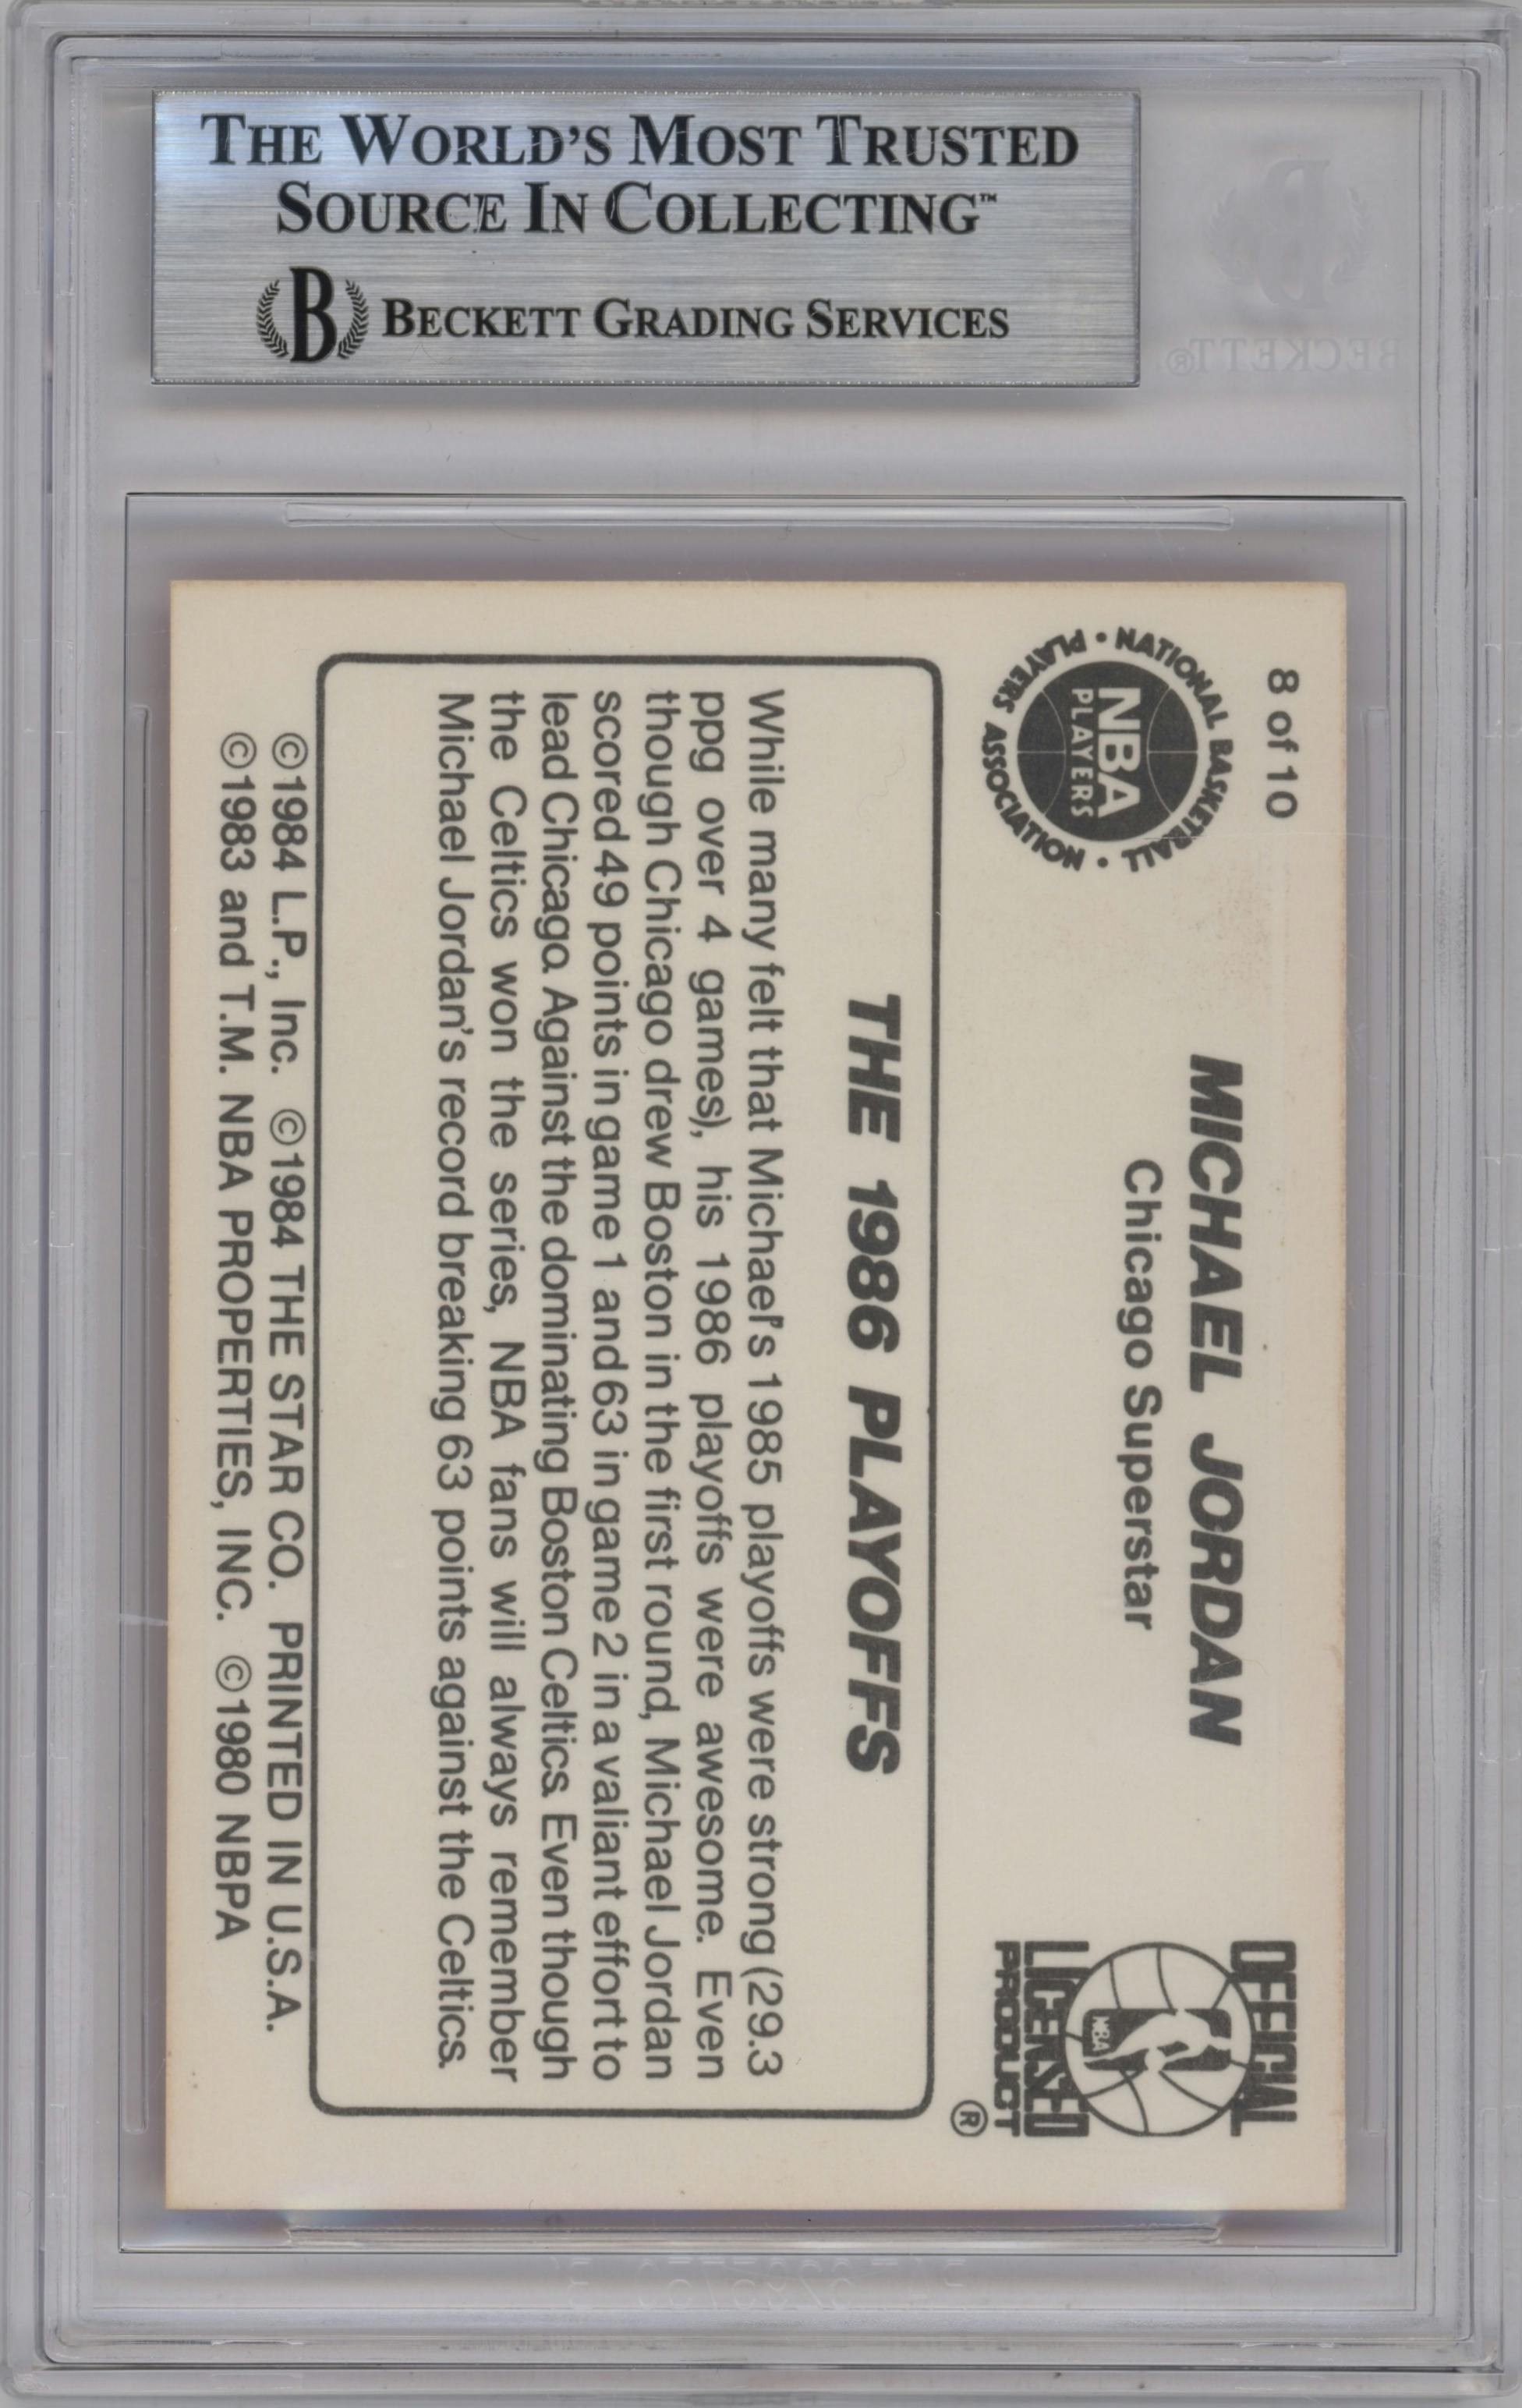 THE WORLD'S MOST TRUSTED
SOURCE IN COLLECTING™
B BECKETT GRADING SERVICES
BECKETT®
8 of 10
MICHAEL JORDAN
Chicago Superstar
NATIONAL BASKETBALL PLAYERS ASSOCIATION
NBA
PLAYERS
OFFICIAL
NBA
LICENSED
PRODUCT
®
THE 1986 PLAYOFFS
While many felt that Michael's 1985 playoffs were strong (29.3
ppg over 4 games), his 1986 playoffs were awesome. Even
though Chicago drew Boston in the first round, Michael Jordan
scored 49 points in game 1 and 63 in game 2 in a valiant effort to
lead Chicago. Against the dominating Boston Celtics. Even though
the Celtics won the series, NBA fans will always remember
Michael Jordan's record breaking 63 points against the Celtics.
©1984 L.P., Inc. ©1984 THE STAR CO. PRINTED IN U.S.A.
©1983 and T.M. NBA PROPERTIES, INC. ©1980 NBPA